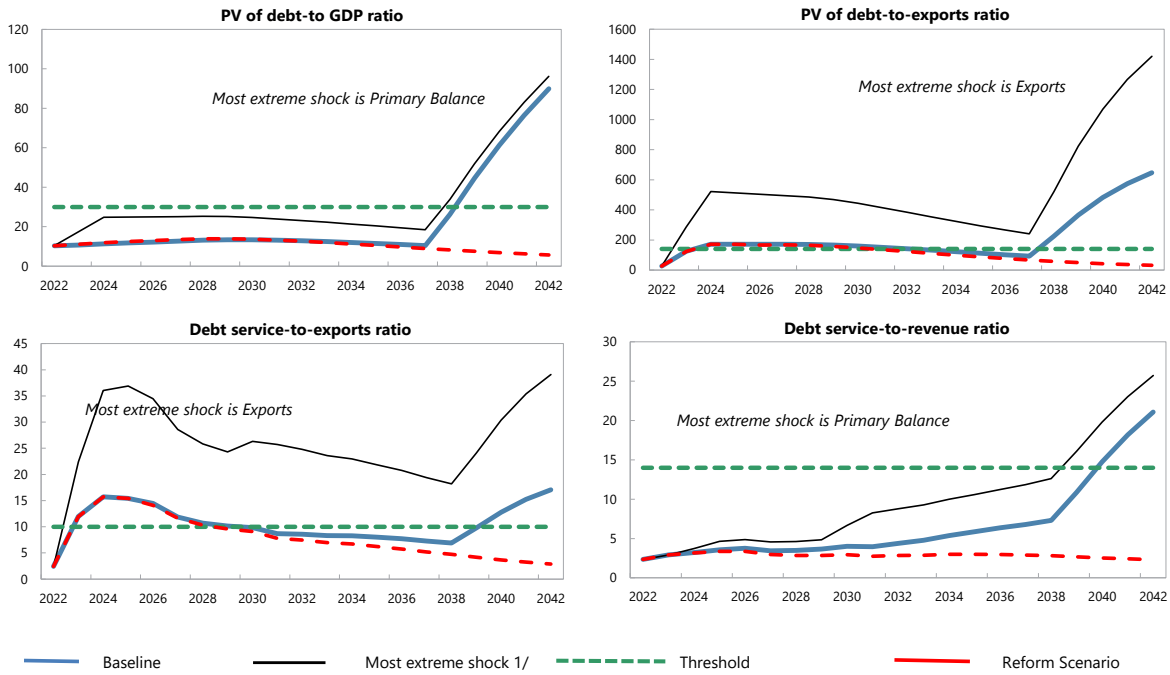 PV of debt-to GDP ratio
120
100
80
60
40
20
0
Most extreme shock is Primary Balance
2022 2024 2026 2028 2030 2032 2034 2036 2038 2040 2042
PV of debt-to-exports ratio
1600
1400
1200
1000
800
600
400
200
0
Most extreme shock is Exports
2022 2024 2026 2028 2030 2032 2034 2036 2038 2040 2042
Debt service-to-exports ratio
45
40
35
30
25
20
15
10
5
0
Most extreme shock is Exports
2022 2024 2026 2028 2030 2032 2034 2036 2038 2040 2042
Debt service-to-revenue ratio
30
25
20
15
10
5
0
Most extreme shock is Primary Balance
2022 2024 2026 2028 2030 2032 2034 2036 2038 2040 2042
Baseline Most extreme shock 1/ Threshold Reform Scenario